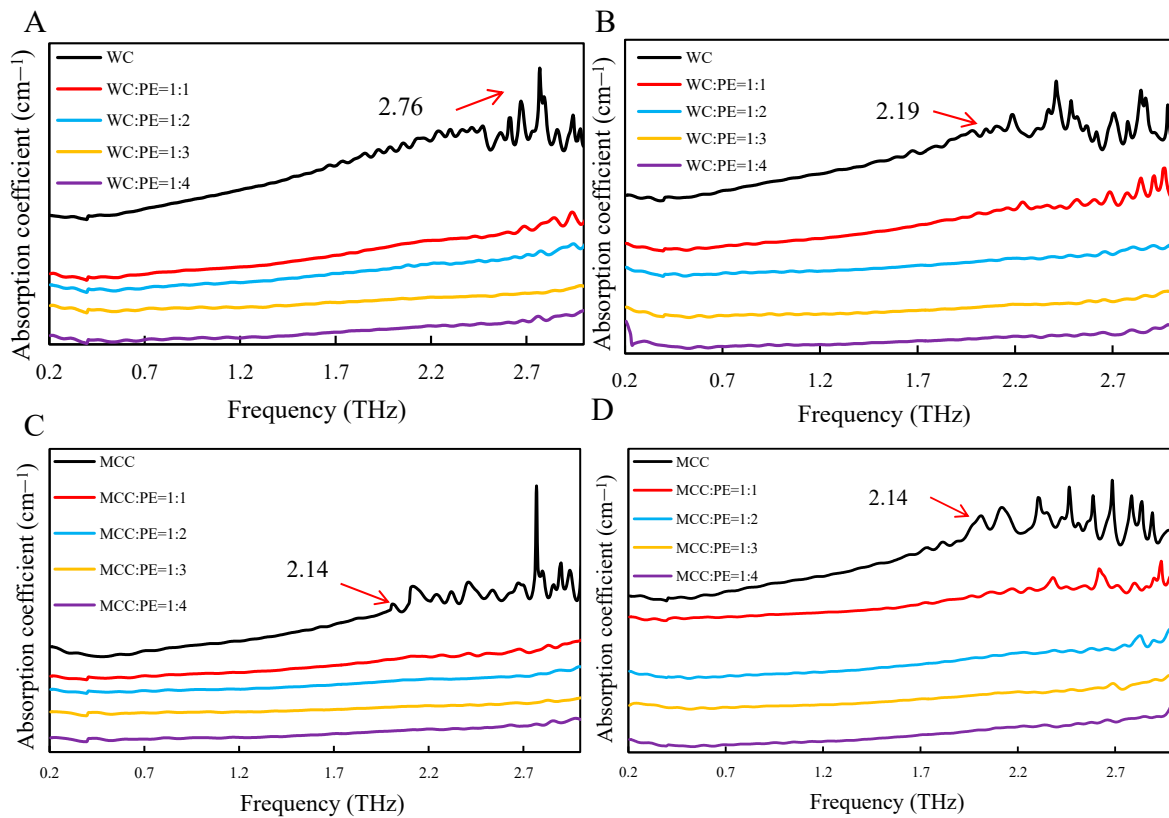 A
Absorption coefficient (cm−1)
WC
WC:PE=1:1
WC:PE=1:2
WC:PE=1:3
WC:PE=1:4
2.76
0.2 0.7 1.2 1.7 2.2 2.7
Frequency (THz)
B
Absorption coefficient (cm−1)
WC
WC:PE=1:1
WC:PE=1:2
WC:PE=1:3
WC:PE=1:4
2.19
0.2 0.7 1.2 1.7 2.2 2.7
Frequency (THz)
C
Absorption coefficient (cm−1)
MCC
MCC:PE=1:1
MCC:PE=1:2
MCC:PE=1:3
MCC:PE=1:4
2.14
0.2 0.7 1.2 1.7 2.2 2.7
Frequency (THz)
D
Absorption coefficient (cm−1)
MCC
MCC:PE=1:1
MCC:PE=1:2
MCC:PE=1:3
MCC:PE=1:4
2.14
0.2 0.7 1.2 1.7 2.2 2.7
Frequency (THz)